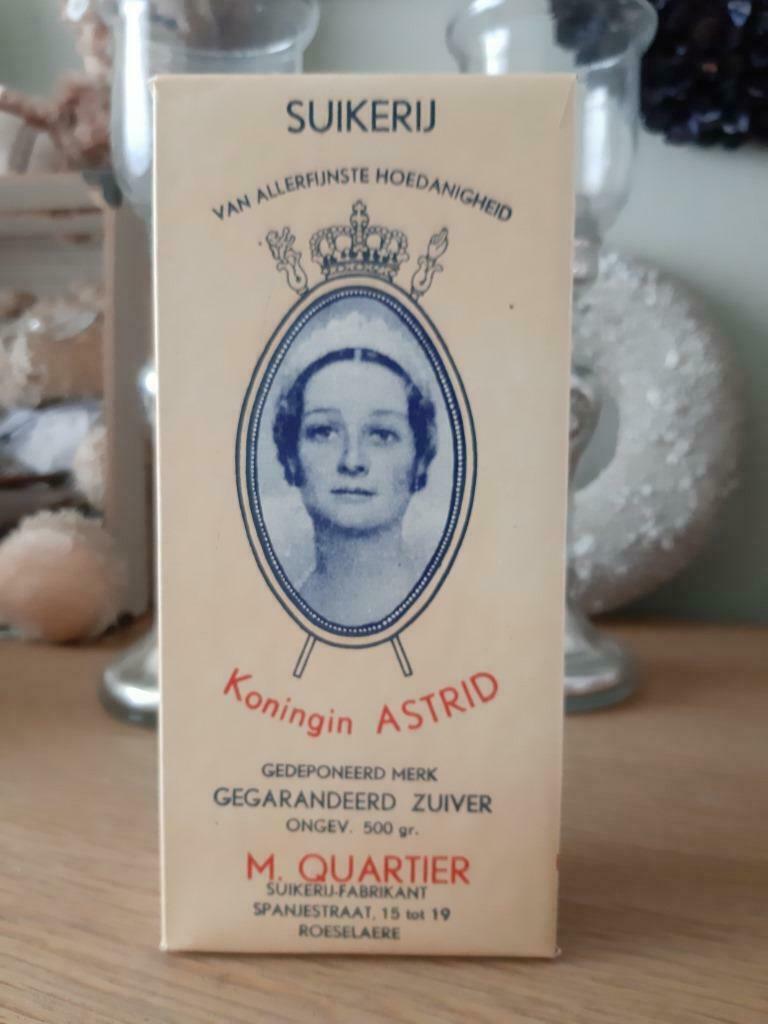 SUIKERIJ
VAN ALLERFIJNSTE HOEDANIGHEID
Koningin ASTRID
GEDEPONEERD MERK
GEGARANDEERD ZUIVER
ONGEV. 500 gr.
M. QUARTIER
SUIKERIJ-FABRIKANT
SPANJESTRAAT, 15 tot 19
ROESELAERE